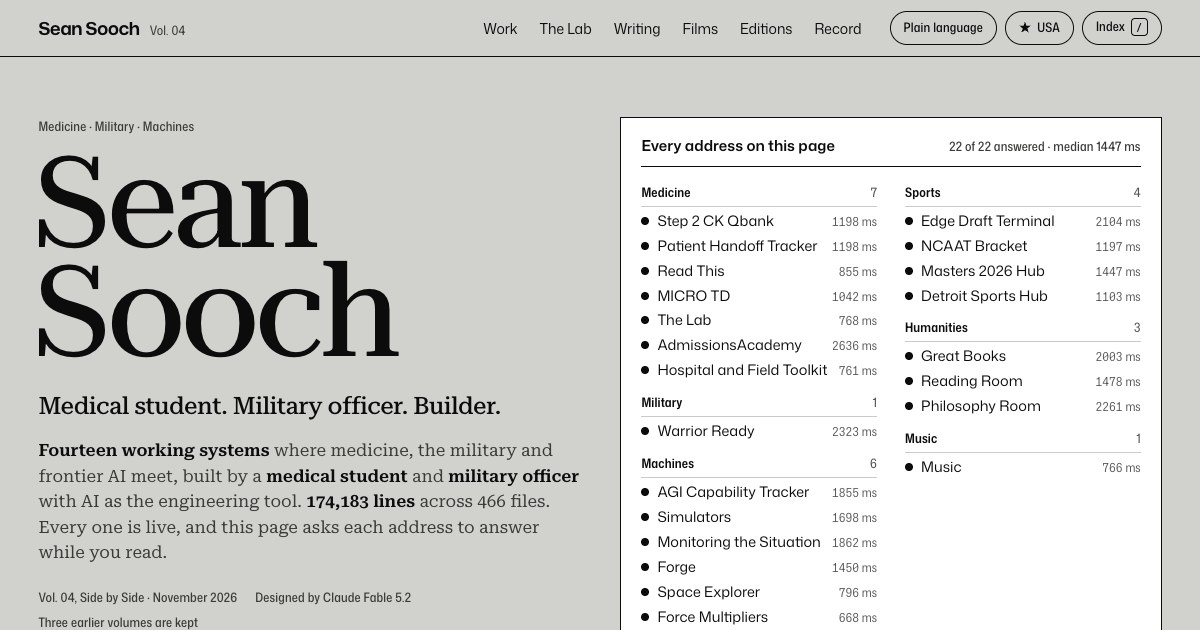 Sean Sooch Vol. 04
Work The Lab Writing Films Editions Record Plain language ★ USA Index /
Medicine · Military · Machines
Sean
Sooch
Medical student. Military officer. Builder.
Fourteen working systems where medicine, the military and
frontier AI meet, built by a medical student and military officer
with AI as the engineering tool. 174,183 lines across 466 files.
Every one is live, and this page asks each address to answer
while you read.
Vol. 04, Side by Side · November 2026 Designed by Claude Fable 5.2
Three earlier volumes are kept
Every address on this page 22 of 22 answered · median 1447 ms
Medicine 7
Step 2 CK Qbank 1198 ms
Patient Handoff Tracker 1198 ms
Read This 855 ms
MICRO TD 1042 ms
The Lab 768 ms
AdmissionsAcademy 2636 ms
Hospital and Field Toolkit 761 ms
Military 1
Warrior Ready 2323 ms
Machines 6
AGI Capability Tracker 1855 ms
Simulators 1698 ms
Monitoring the Situation 1862 ms
Forge 1450 ms
Space Explorer 796 ms
Force Multipliers 668 ms
Sports 4
Edge Draft Terminal 2104 ms
NCAAT Bracket 1197 ms
Masters 2026 Hub 1447 ms
Detroit Sports Hub 1103 ms
Humanities 3
Great Books 2003 ms
Reading Room 1478 ms
Philosophy Room 2261 ms
Music 1
Music 766 ms